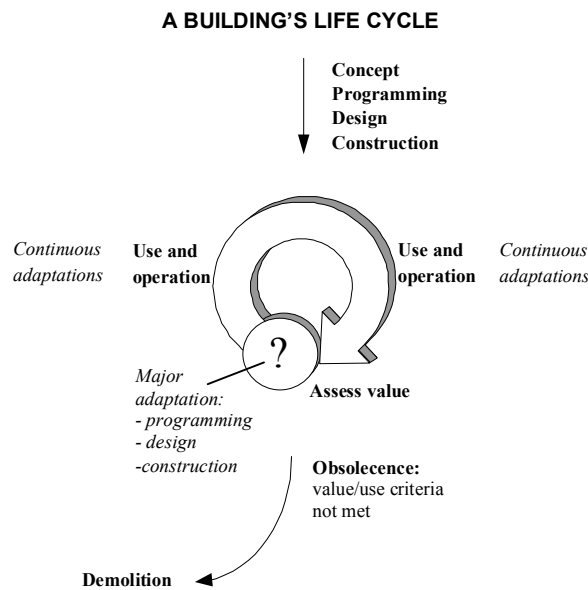 A BUILDING’S LIFE CYCLE
Concept
Programming
Design
Construction
Continuous
adaptations
Use and
operation
Use and
operation
Continuous
adaptations
?
Major
adaptation:
- programming
- design
-construction
Assess value
Obsolecence:
value/use criteria
not met
Demolition